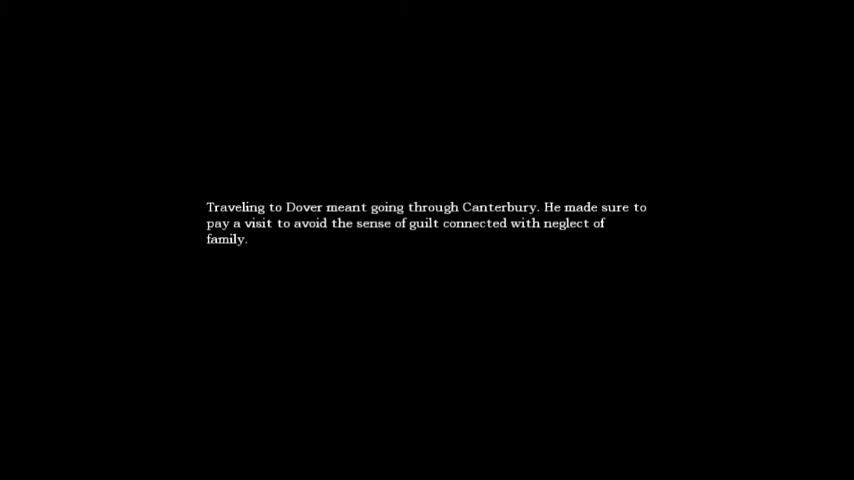 Traveling to Dover meant going through Canterbury. He made sure to
pay a visit to avoid the sense of guilt connected with neglect of
family.